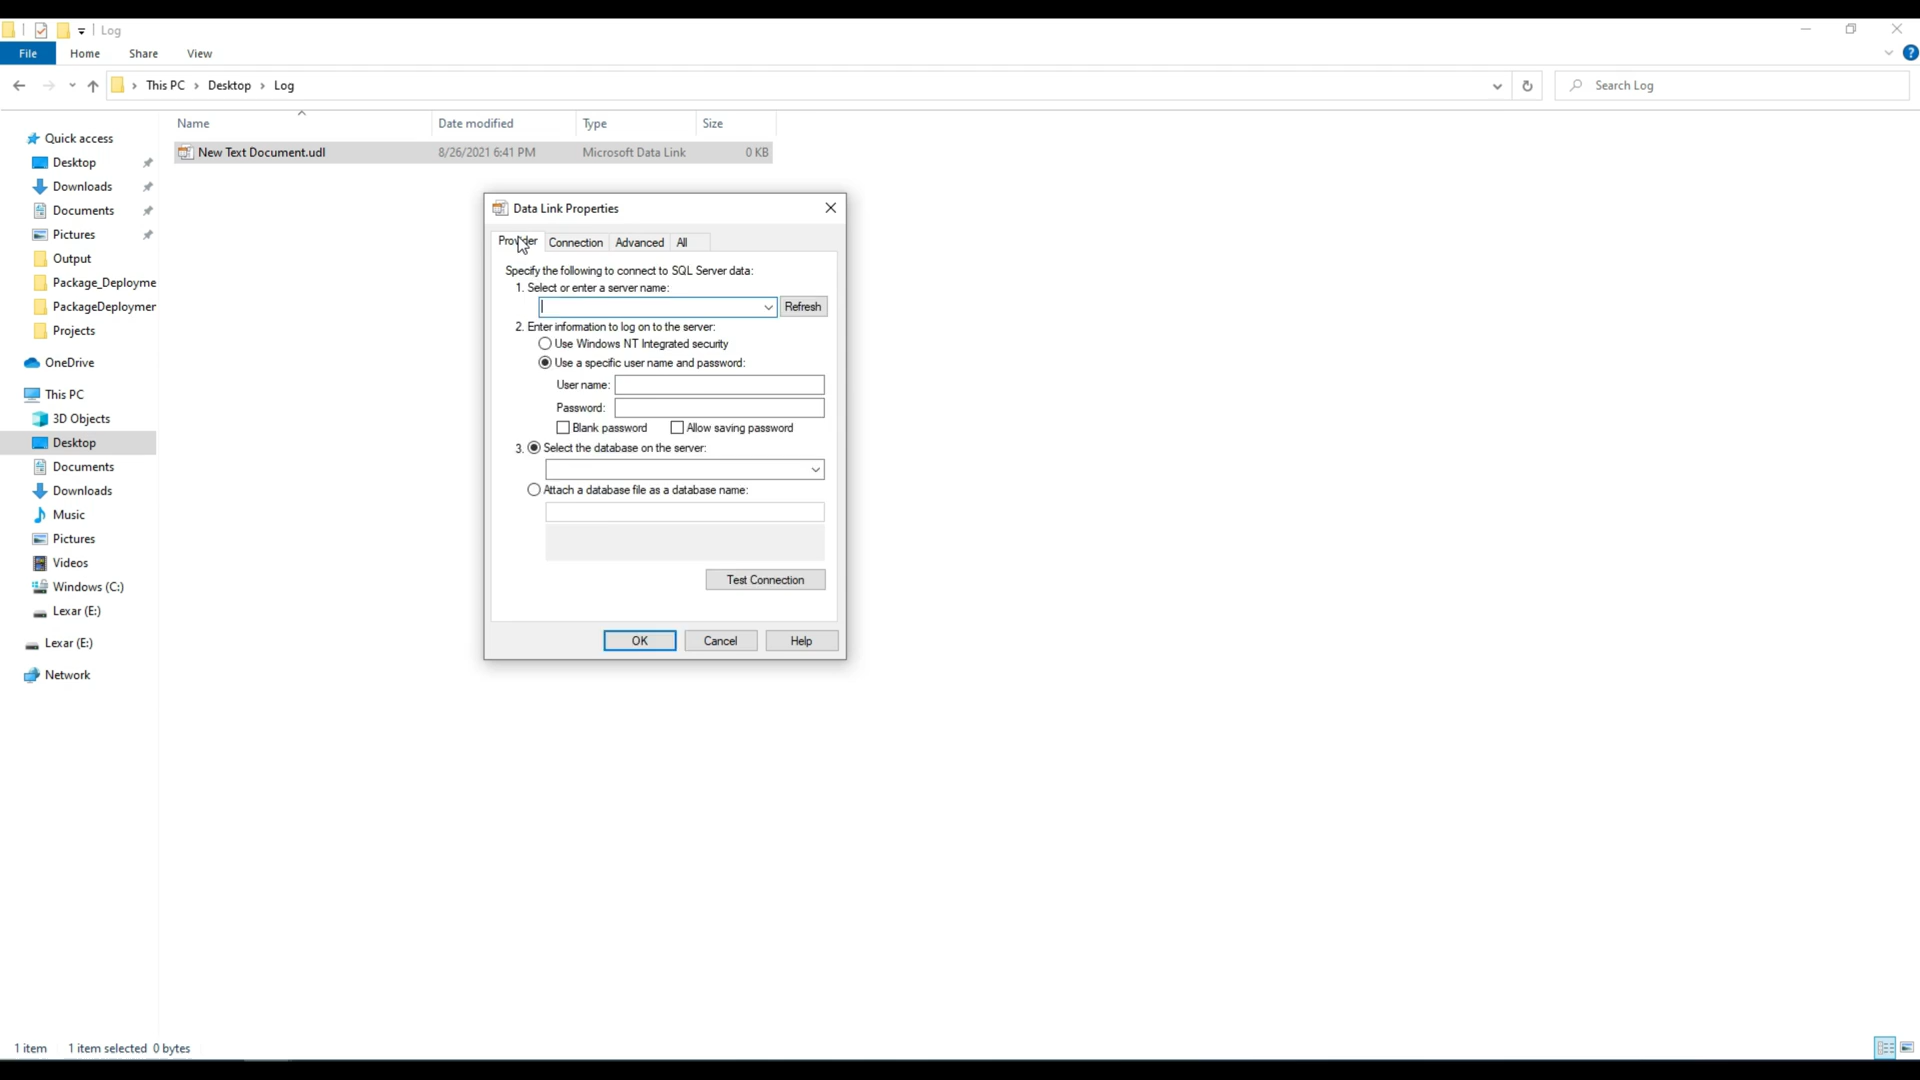 Log
File Home Share View
This PC Desktop Log Search Log
Name Date modified Type Size
New Text Document.udl 8/26/2021 6:41 PM Microsoft Data Link 0 KB
Quick access
Desktop
Downloads
Documents
Pictures
Output
Package_Deployme
PackageDeploymer
Projects
OneDrive
This PC
3D Objects
Desktop
Documents
Downloads
Music
Pictures
Videos
Windows (C:)
Lexar (E:)
Lexar (E:)
Network
Data Link Properties
Provider Connection Advanced All
Specify the following to connect to SQL Server data:
1. Select or enter a server name:
Refresh
2. Enter information to log on to the server:
Use Windows NT Integrated security
Use a specific user name and password:
User name:
Password:
Blank password Allow saving password
3. Select the database on the server:
Attach a database file as a database name:
Test Connection
OK Cancel Help
1 item 1 item selected 0 bytes